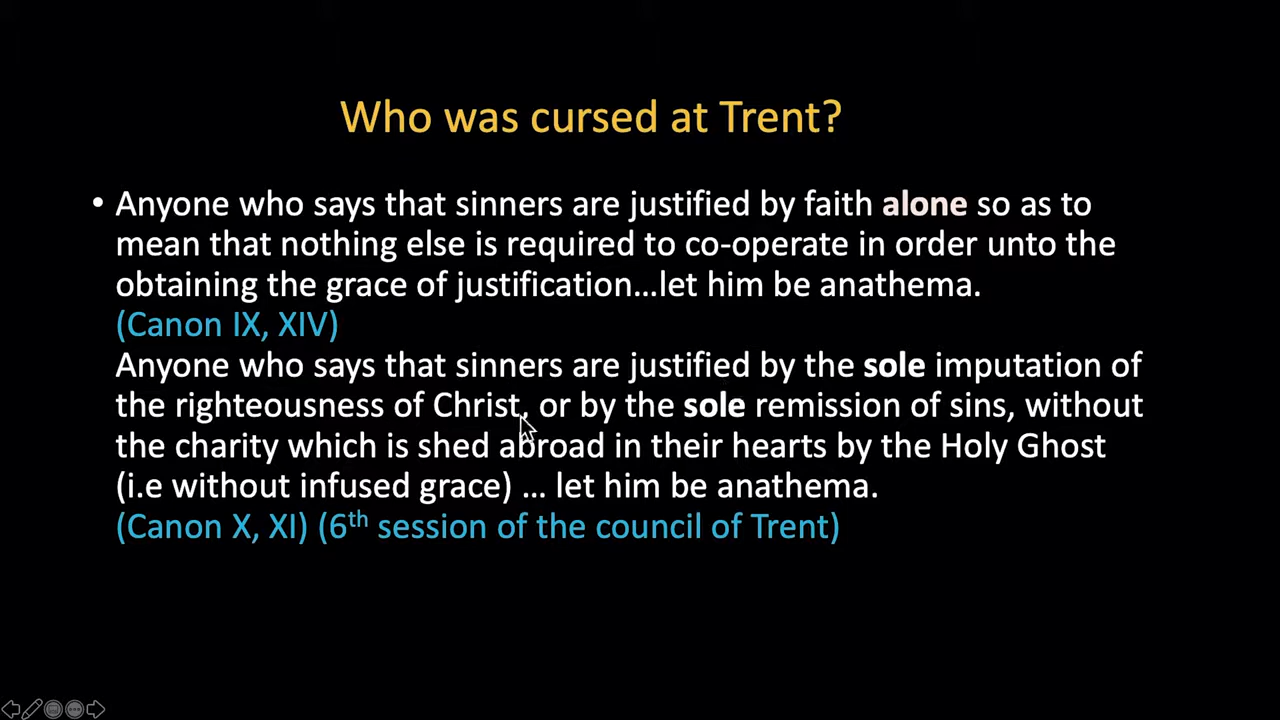 Who was cursed at Trent?
• Anyone who says that sinners are justified by faith alone so as to
mean that nothing else is required to co-operate in order unto the
obtaining the grace of justification…let him be anathema.
(Canon IX, XIV)
Anyone who says that sinners are justified by the sole imputation of
the righteousness of Christ, or by the sole remission of sins, without
the charity which is shed abroad in their hearts by the Holy Ghost
(i.e without infused grace) … let him be anathema.
(Canon X, XI) (6th session of the council of Trent)